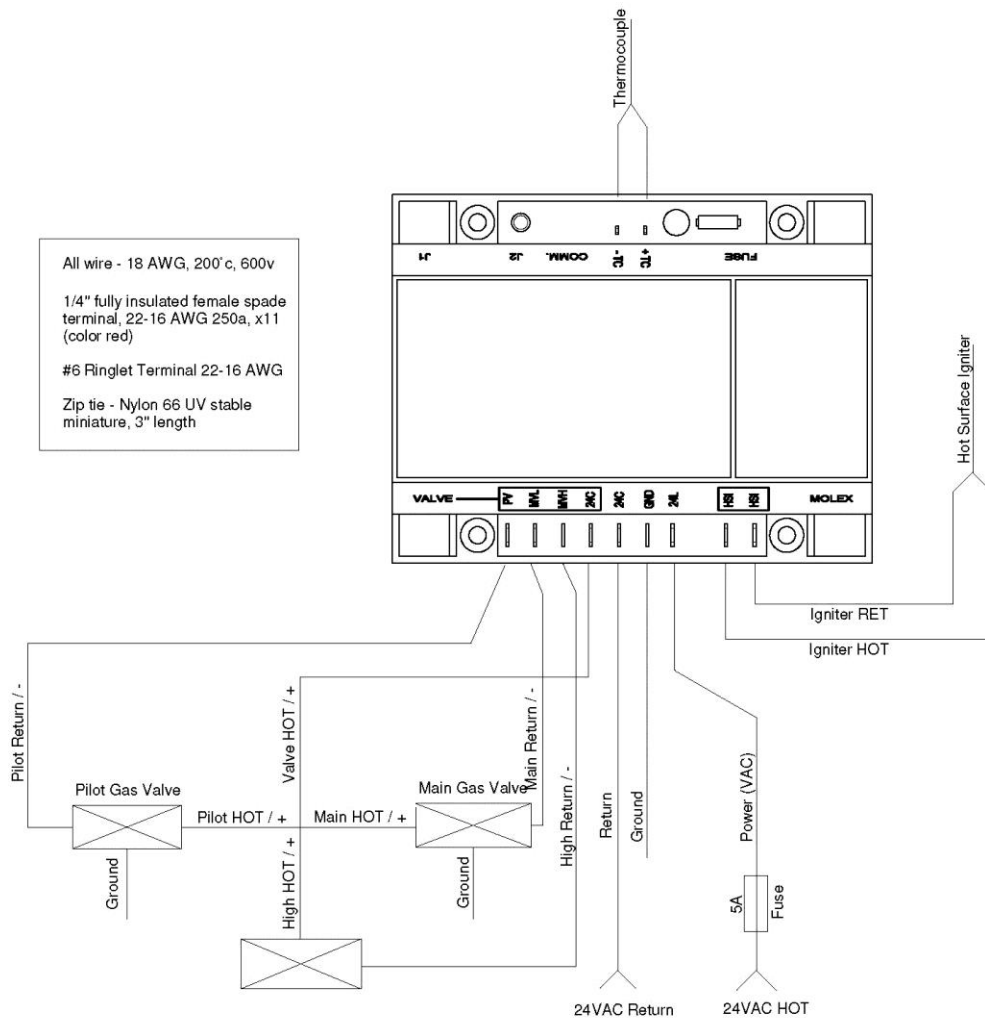 Thermocouple
All wire - 18 AWG, 200°c, 600v
1/4" fully insulated female spade
terminal, 22-16 AWG 250a, x11
(color red)
#6 Ringlet Terminal 22-16 AWG
Zip tie - Nylon 66 UV stable
miniature, 3" length
J1
J2
COMM.
- TC
+ TC
FUSE
Hot Surface Igniter
VALVE
PV
MVL
MVH
24C
24C
GND
24L
HSI
HSI
MOLEX
Igniter RET
Igniter HOT
Pilot Return / -
Valve HOT / +
Main Return / -
High Return / -
Return
Ground
Power (VAC)
Pilot Gas Valve
Main Gas Valve
Pilot HOT / +
Main HOT / +
Ground
High HOT / +
Ground
5A
Fuse
24VAC Return
24VAC HOT